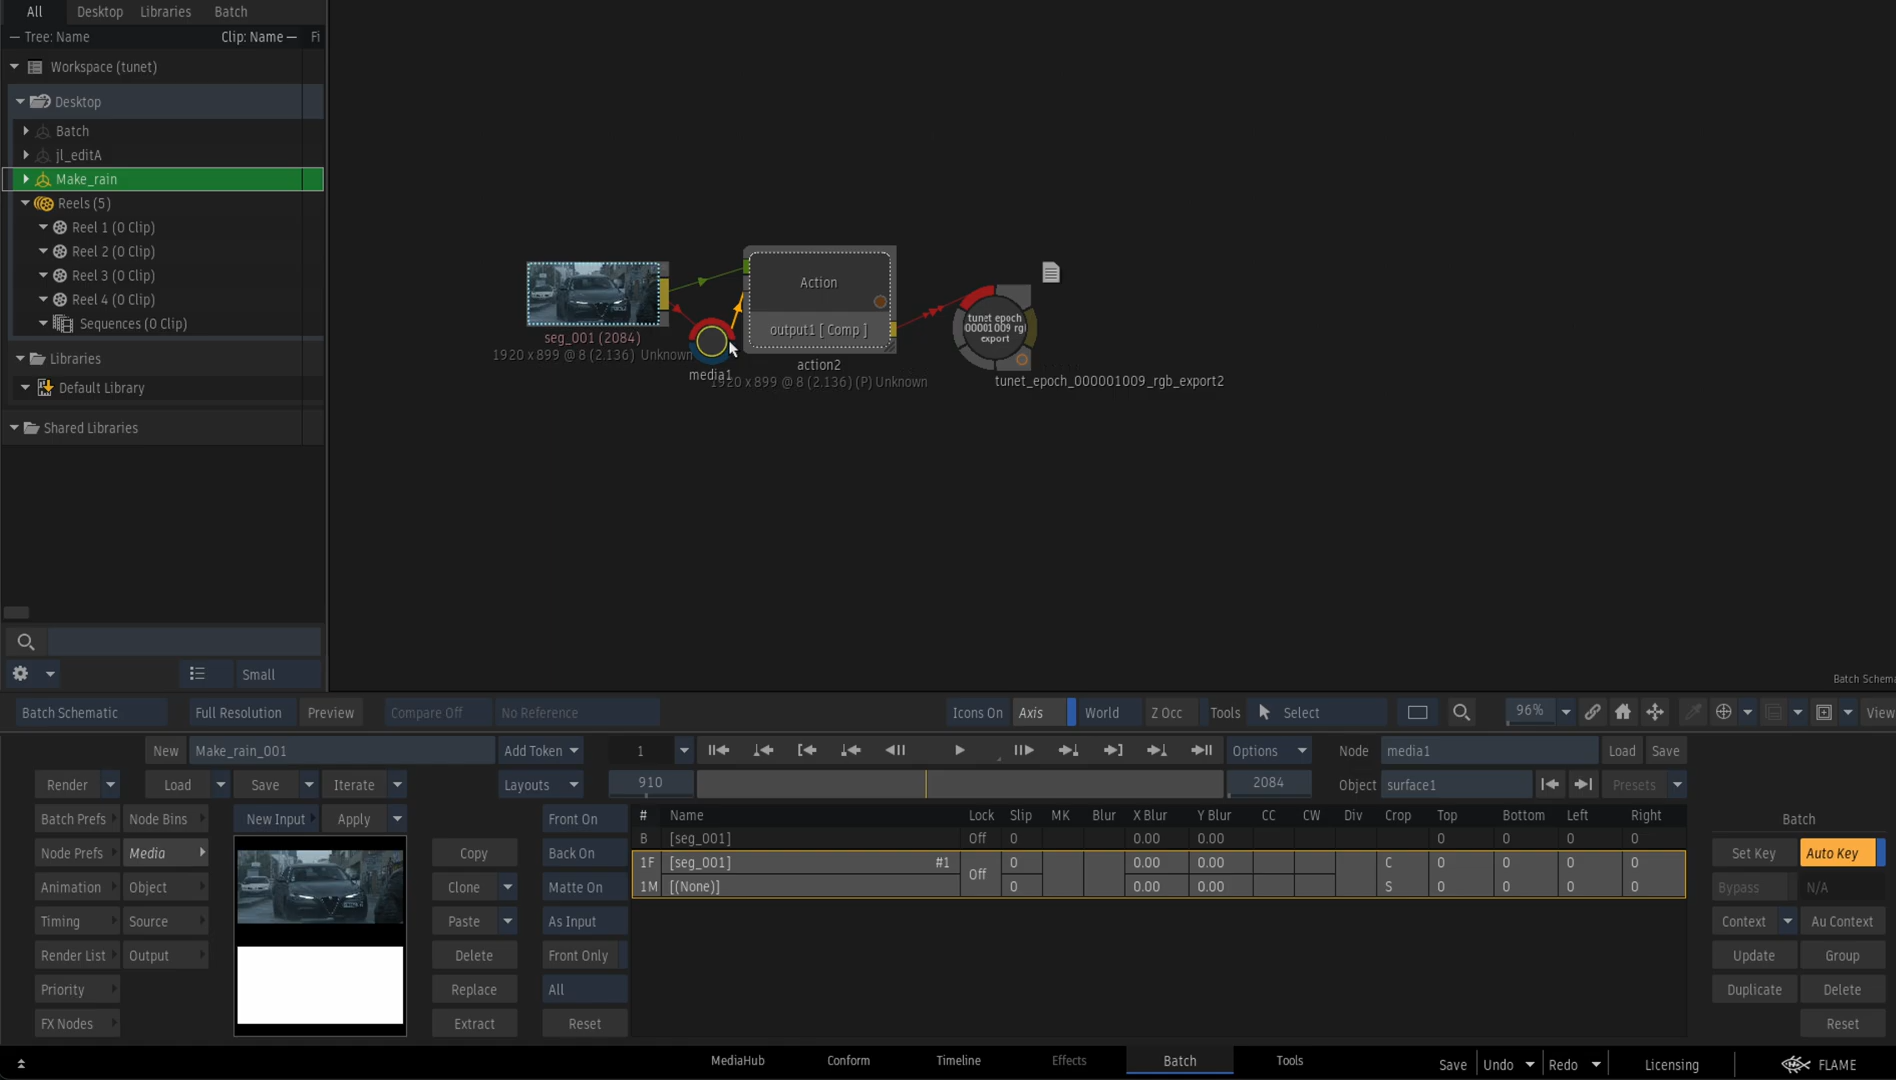 All Desktop Libraries Batch
Tree: Name Clip: Name Fi
Workspace (tunet)
Desktop
Batch
jl_editA
Make_rain
Reels (5)
Reel 1 (0 Clip)
Reel 2 (0 Clip)
Reel 3 (0 Clip)
Reel 4 (0 Clip)
Sequences (0 Clip)
Libraries
Default Library
Shared Libraries
Small
Action
output1 [ Comp ]
tunet epoch
00001009 rgb
export
seg_001 (2084)
1920 x 899 @ 8 (2.136) Unknown
media1
action2
1920 x 899 @ 8 (2.136) (P) Unknown
tunet_epoch_000001009_rgb_export2
Batch Schema
Batch Schematic Full Resolution Preview Compare Off No Reference Icons On Axis World Z Occ Tools Select 96% View
New Make_rain_001 Add Token 1 Options Node media1 Load Save
Render Load Save Iterate Layouts 910 2084 Object surface1 Presets
Batch Prefs Node Bins New Input Apply Front On # Name Lock Slip MK Blur X Blur Y Blur CC CW Div Crop Top Bottom Left Right Batch
B [seg_001] Off 0 0.00 0.00 0 0 0 0
Node Prefs Media Copy Back On 1F [seg_001] #1 Off 0 0.00 0.00 C 0 0 0 0 Set Key Auto Key
Animation Object Clone Matte On 1M [(None)] 0 0.00 0.00 S 0 0 0 0 Bypass N/A
Timing Source Paste As Input Context Au Context
Render List Output Delete Front Only Update Group
Priority Replace All Duplicate Delete
FX Nodes Extract Reset Reset
MediaHub Conform Timeline Effects Batch Tools Save Undo Redo Licensing FLAME